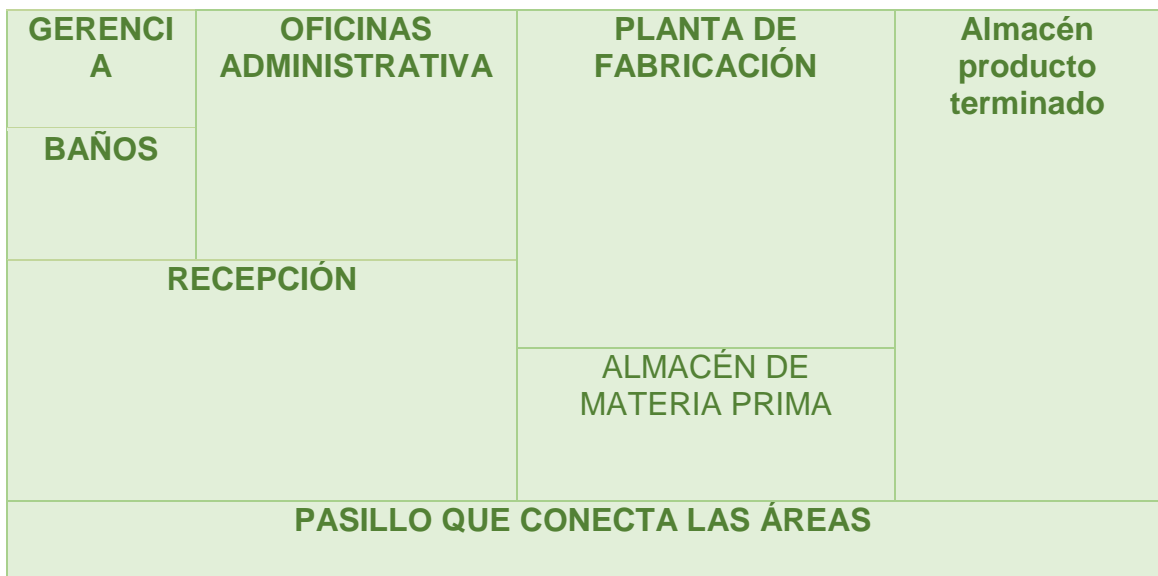 GERENCI
A
OFICINAS
ADMINISTRATIVA
PLANTA DE
FABRICACIÓN
Almacén
producto
terminado
BAÑOS
RECEPCIÓN
ALMACÉN DE
MATERIA PRIMA
PASILLO QUE CONECTA LAS ÁREAS